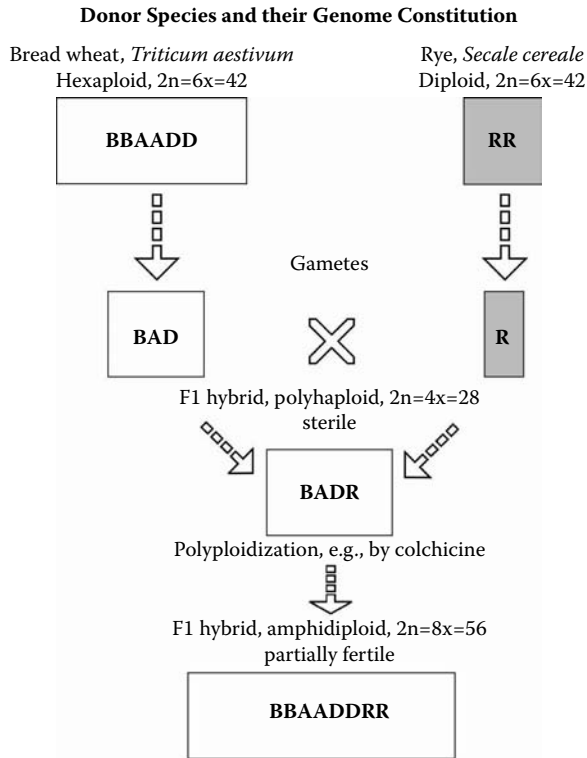 Donor Species and their Genome Constitution
Bread wheat, Triticum aestivum
Hexaploid, 2n=6x=42
Rye, Secale cereale
Diploid, 2n=6x=42
BBAADD
RR
Gametes
BAD
R
F1 hybrid, polyhaploid, 2n=4x=28
sterile
BADR
Polyploidization, e.g., by colchicine
F1 hybrid, amphidiploid, 2n=8x=56
partially fertile
BBAADDRR